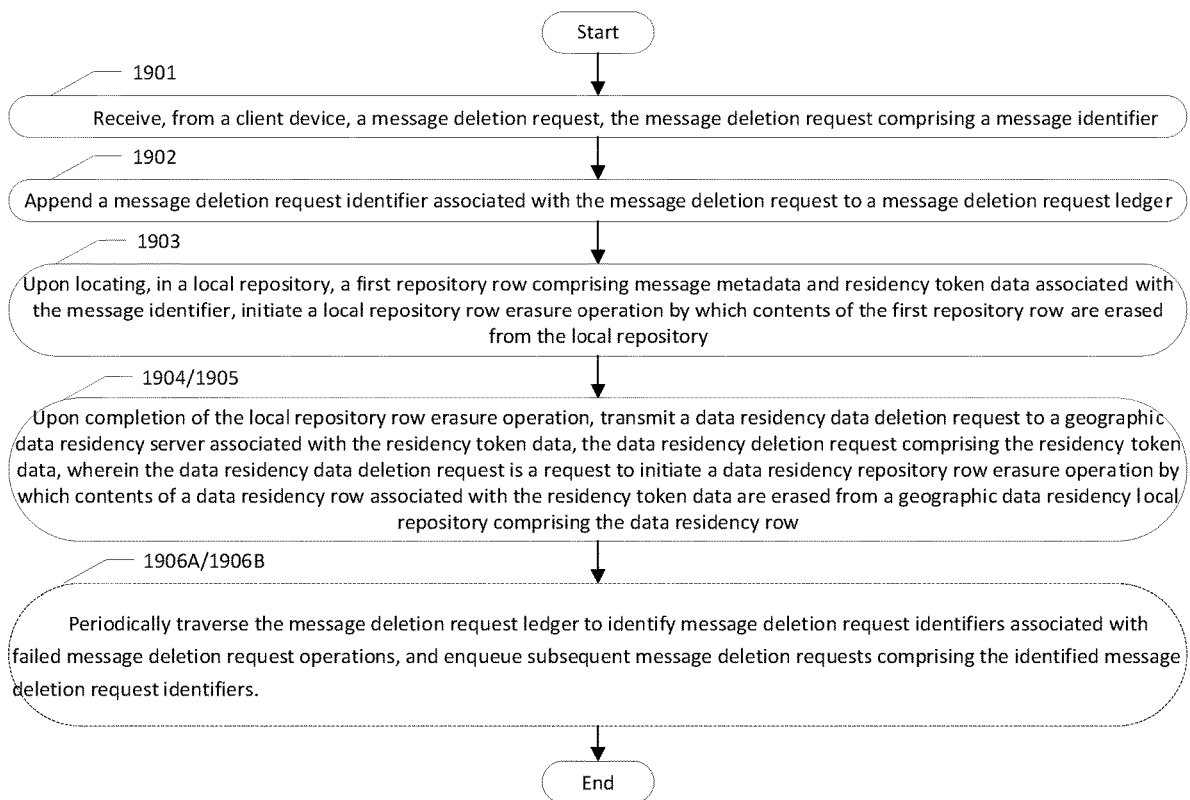 Start
1901
Receive, from a client device, a message deletion request, the message deletion request comprising a message identifier
1902
Append a message deletion request identifier associated with the message deletion request to a message deletion request ledger
1903
Upon locating, in a local repository, a first repository row comprising message metadata and residency token data associated with
the message identifier, initiate a local repository row erasure operation by which contents of the first repository row are erased
from the local repository
1904/1905
Upon completion of the local repository row erasure operation, transmit a data residency data deletion request to a geographic
data residency server associated with the residency token data, the data residency deletion request comprising the residency token
data, wherein the data residency data deletion request is a request to initiate a data residency repository row erasure operation by
which contents of a data residency row associated with the residency token data are erased from a geographic data residency local
repository comprising the data residency row
1906A/1906B
Periodically traverse the message deletion request ledger to identify message deletion request identifiers associated with
failed message deletion request operations, and enqueue subsequent message deletion requests comprising the identified message
deletion request identifiers.
End